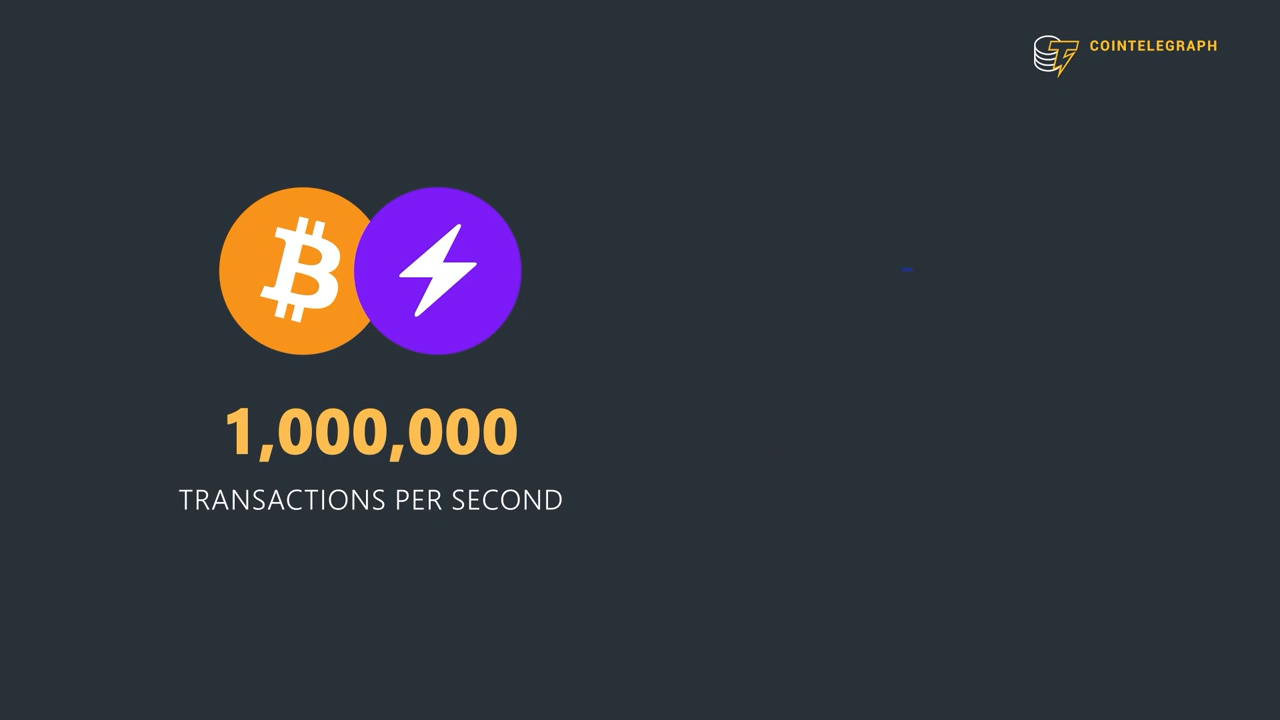 COINTELEGRAPH
1,000,000
TRANSACTIONS PER SECOND